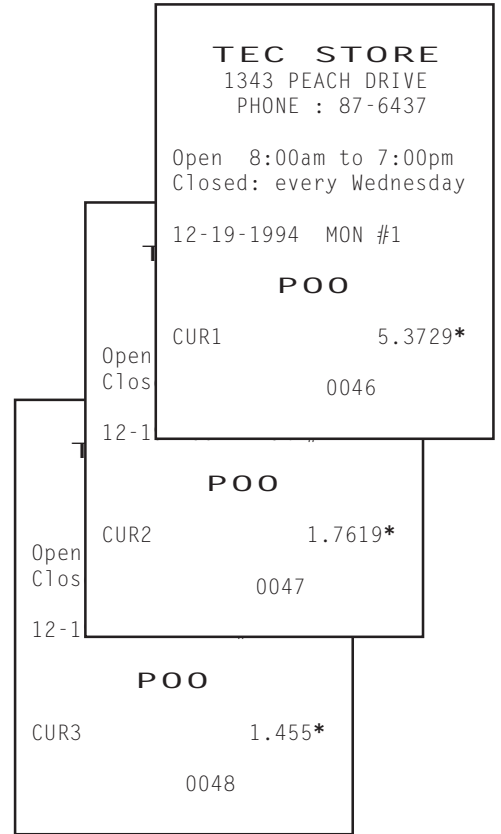 TEC STORE
1343 PEACH DRIVE
PHONE : 87-6437
Open 8:00am to 7:00pm
Closed: every Wednesday
12-19-1994 MON #1
POO
CUR1 5.3729*
0046
T
Open
Clos
12-1
POO
CUR2 1.7619*
0047
T
Open
Clos
12-1
POO
CUR3 1.455*
0048